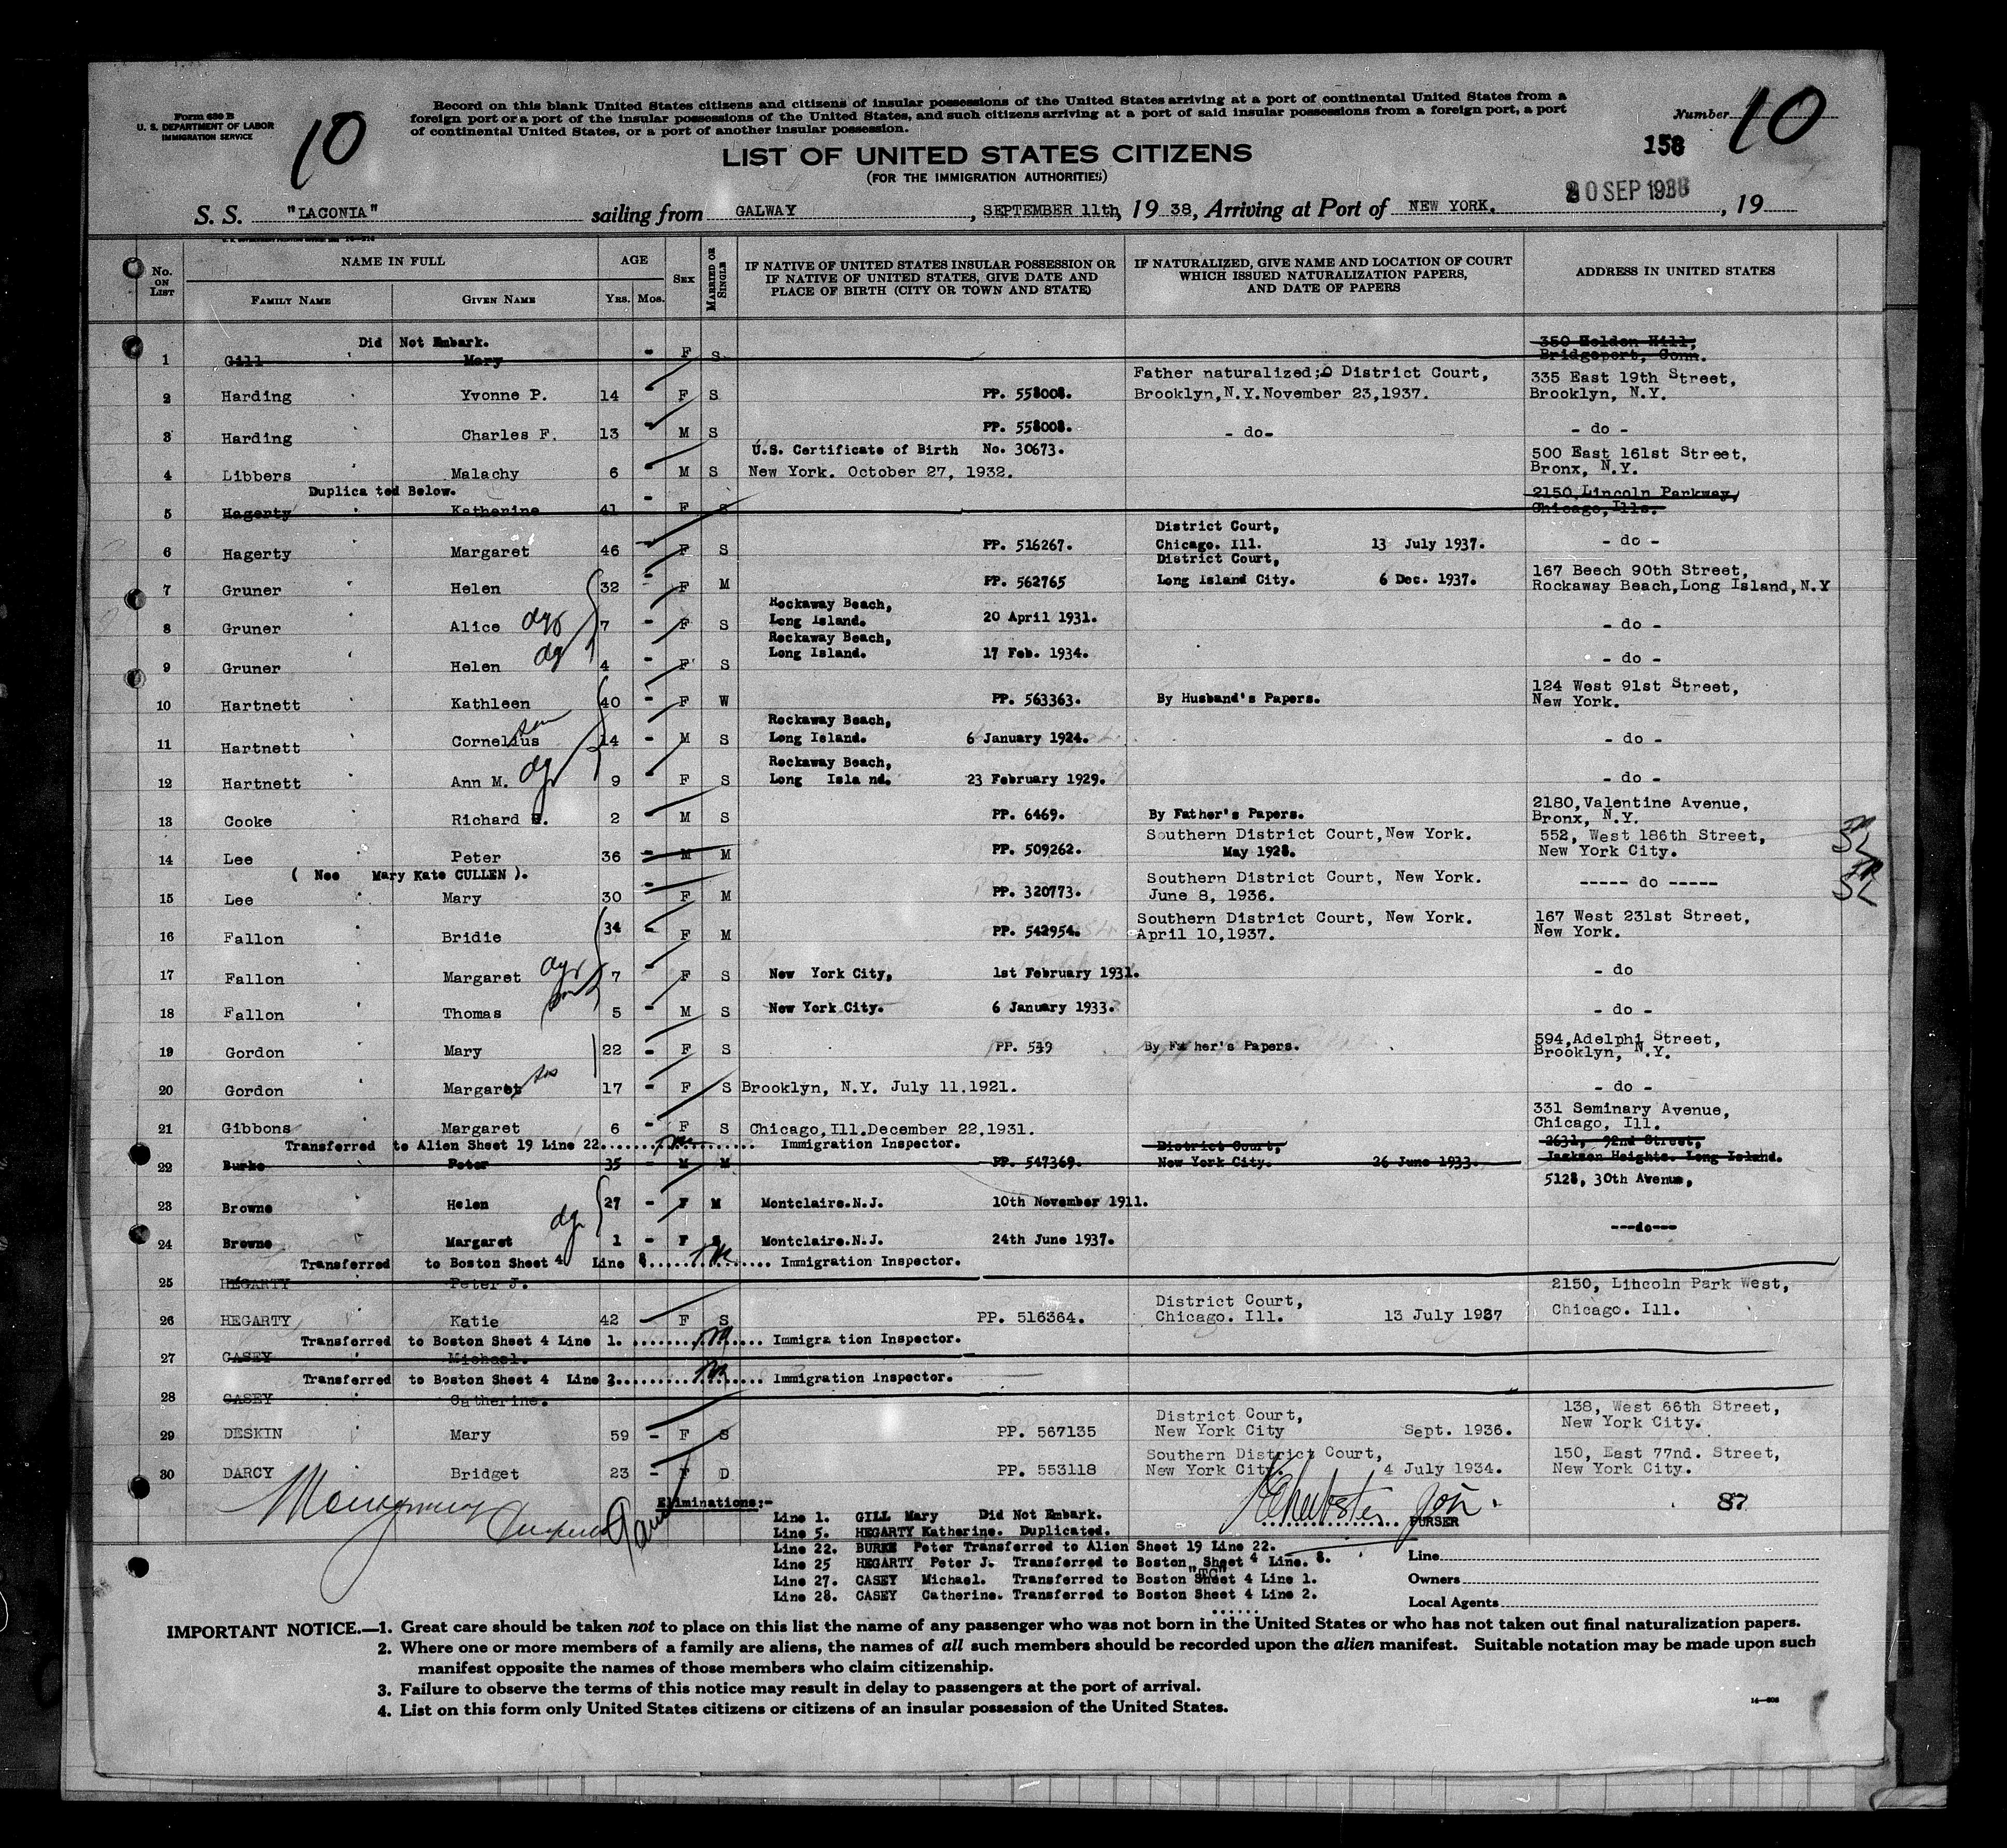 Form 630 B
U. S. DEPARTMENT OF LABOR
IMMIGRATION SERVICE
10
Record on this blank United States citizens and citizens of insular possessions of the United States arriving at a port of continental United States from a
foreign port or a port of the insular possessions of the United States, and such citizens arriving at a port of said insular possessions from a foreign port, a port
of continental United States, or a port of another insular possession.
Number 10
158
LIST OF UNITED STATES CITIZENS
(FOR THE IMMIGRATION AUTHORITIES)
S. S. "LACONIA" sailing from GALWAY, SEPTEMBER 11th, 19 38, Arriving at Port of NEW YORK. 20 SEP 1938, 19
No. ON LIST
NAME IN FULL
FAMILY NAME GIVEN NAME
AGE
Yrs. Mos.
SEX
MARRIED OR SINGLE
IF NATIVE OF UNITED STATES INSULAR POSSESSION OR
IF NATIVE OF UNITED STATES, GIVE DATE AND
PLACE OF BIRTH (CITY OR TOWN AND STATE)
IF NATURALIZED, GIVE NAME AND LOCATION OF COURT
WHICH ISSUED NATURALIZATION PAPERS,
AND DATE OF PAPERS
ADDRESS IN UNITED STATES
Did Not Embark.
350 Holden Hill,
1 Gill Mary - F S Bridgeport, Conn.
Father naturalized; District Court, 335 East 19th Street,
2 Harding Yvonne P. 14 - F S PP. 558008. Brooklyn, N.Y. November 23, 1937. Brooklyn, N.Y.
3 Harding Charles F. 13 - M S PP. 558008. - do- - do -
U.S. Certificate of Birth No. 30673. 500 East 161st Street,
4 Libbers Malachy 6 - M S New York. October 27, 1932. Bronx, N.Y.
Duplica ted Below. 2150, Lincoln Parkway,
5 Hagerty Katherine 41 - F S Chicago, Ills.
District Court,
6 Hagerty Margaret 46 - F S PP. 516267. Chicago. Ill. 13 July 1937. - do -
District Court, 167 Beech 90th Street,
7 Gruner Helen 32 - F M PP. 562765 Long Island City. 6 Dec. 1937. Rockaway Beach, Long Island, N.Y
Rockaway Beach,
8 Gruner Alice 7 - F S Long Island. 20 April 1931. - do -
Rockaway Beach,
9 Gruner Helen 4 - F S Long Island. 17 Feb. 1934. - do -
124 West 91st Street,
10 Hartnett Kathleen 40 - F W PP. 563363. By Husband's Papers. New York.
Rockaway Beach,
11 Hartnett Cornelius son 14 - M S Long Island. 6 January 1924. - do -
Rockaway Beach,
12 Hartnett Ann M. 9 - F S Long Isla nd. 23 February 1929. - do -
2180, Valentine Avenue,
13 Cooke Richard 2 - M S PP. 6469. By Father's Papers. Bronx, N.Y.
Southern District Court, New York. 552, West 186th Street,
14 Lee Peter 36 - M M PP. 509262. May 1928. New York City.
( Nee Mary Kate CULLEN ). Southern District Court, New York.
15 Lee Mary 30 - F M PP. 320773. June 8, 1936. ----- do -----
Southern District Court, New York. 167 West 231st Street,
16 Fallon Bridie 34 - F M PP. 542954. April 10, 1937. New York.
17 Fallon Margaret 7 - F S New York City, 1st February 1931. - do
18 Fallon Thomas son 5 - M S New York City. 6 January 1933. - do -
594, Adelphi Street,
19 Gordon Mary 22 - F S PP. 539 By Father's Papers. Brooklyn, N.Y.
20 Gordon Margaret sis 17 - F S Brooklyn, N.Y. July 11. 1921. - do -
331 Seminary Avenue,
21 Gibbons Margaret 6 - F S Chicago, Ill. December 22, 1931. Chicago, Ill.
Transferred to Alien Sheet 19 Line 22. Immigration Inspector. District Court, 2631, 92nd Street,
22 Burke Peter 35 - M M PP. 547369. New York City. 26 June 1933. Jackson Heights. Long Island.
5128, 30th Avenue,
23 Browne Helen 27 - F M Montclaire. N.J. 10th November 1911.
---do---
24 Browne Margaret 1 - F S Montclaire. N.J. 24th June 1937.
Transferred to Boston Sheet 4 Line 8. Immigration Inspector.
25 HEGARTY Peter J. 2150, Lincoln Park West,
District Court,
26 HEGARTY Katie 42 - F S PP. 516364. Chicago. Ill. 13 July 1937 Chicago. Ill.
Transferred to Boston Sheet 4 Line 1. Immigra tion Inspector.
27 CASEY Michael.
Transferred to Boston Sheet 4 Line 2. Immigration Inspector.
28 CASEY Catherine.
District Court, 138, West 66th Street,
29 DESKIN Mary 59 - F S PP. 567135 New York City Sept. 1936. New York City.
Southern District Court, 150, East 77nd. Street,
30 DARCY Bridget 23 - F D PP. 553118 New York City. 4 July 1934. New York City.
Eliminations:-
87
Line 1. GILL Mary Did Not Embark.
PURSER
Line 5. HEGARTY Katherine. Duplicated.
Line 22. BURKE Peter Transferred to Alien Sheet 19 Line 22.
Line 25 HEGARTY Peter J. Transferred to Boston Sheet 4 Line. 8.
Line 27. CASEY Michael. Transferred to Boston Sheet 4 Line 1.
Line 28. CASEY Catherine. Transferred to Boston Sheet 4 Line 2.
Line
Owners
Local Agents
IMPORTANT NOTICE.—1. Great care should be taken not to place on this list the name of any passenger who was not born in the United States or who has not taken out final naturalization papers.
2. Where one or more members of a family are aliens, the names of all such members should be recorded upon the alien manifest. Suitable notation may be made upon such
manifest opposite the names of those members who claim citizenship.
3. Failure to observe the terms of this notice may result in delay to passengers at the port of arrival.
4. List on this form only United States citizens or citizens of an insular possession of the United States.